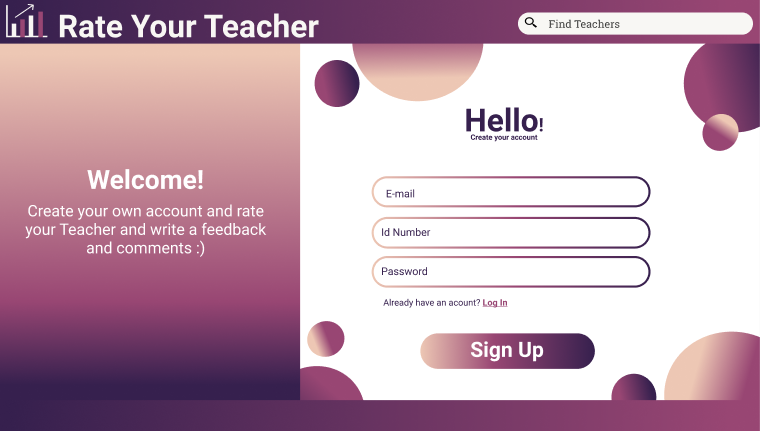 Rate Your Teacher
Find Teachers
Welcome!
Create your own account and rate
your Teacher and write a feedback
and comments :)
Hello!
Create your account
E-mail
Id Number
Password
Already have an acount? Log In
Sign Up